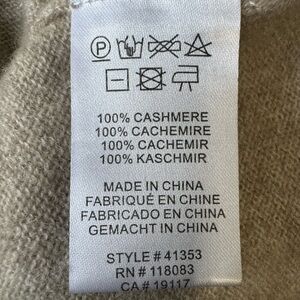 P
100% CASHMERE
100% CACHEMIRE
100% CACHEMIR
100% KASCHMIR
MADE IN CHINA
FABRIQUÉ EN CHINE
FABRICADO EN CHINA
GEMACHT IN CHINA
STYLE # 41353
RN # 118083
CA # 19117